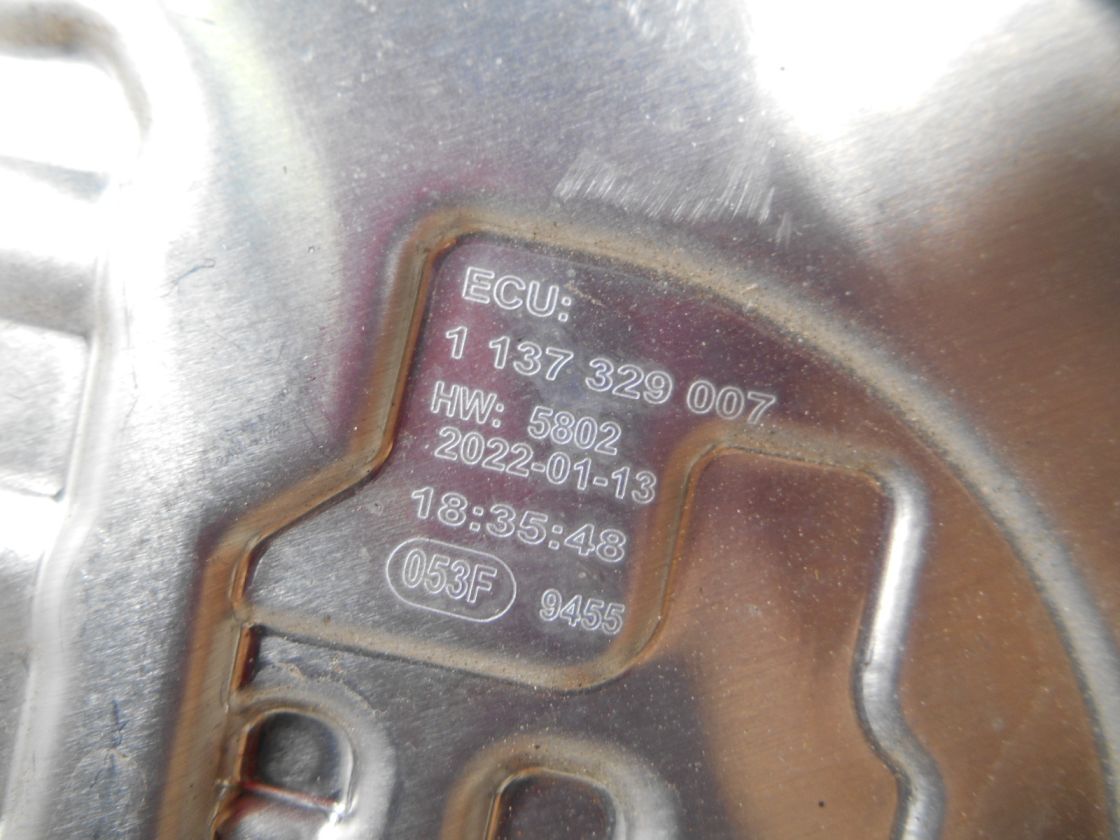 ECU:
1 137 329 007
HW: 5802
2022-01-13
18:35:48
053F 9455